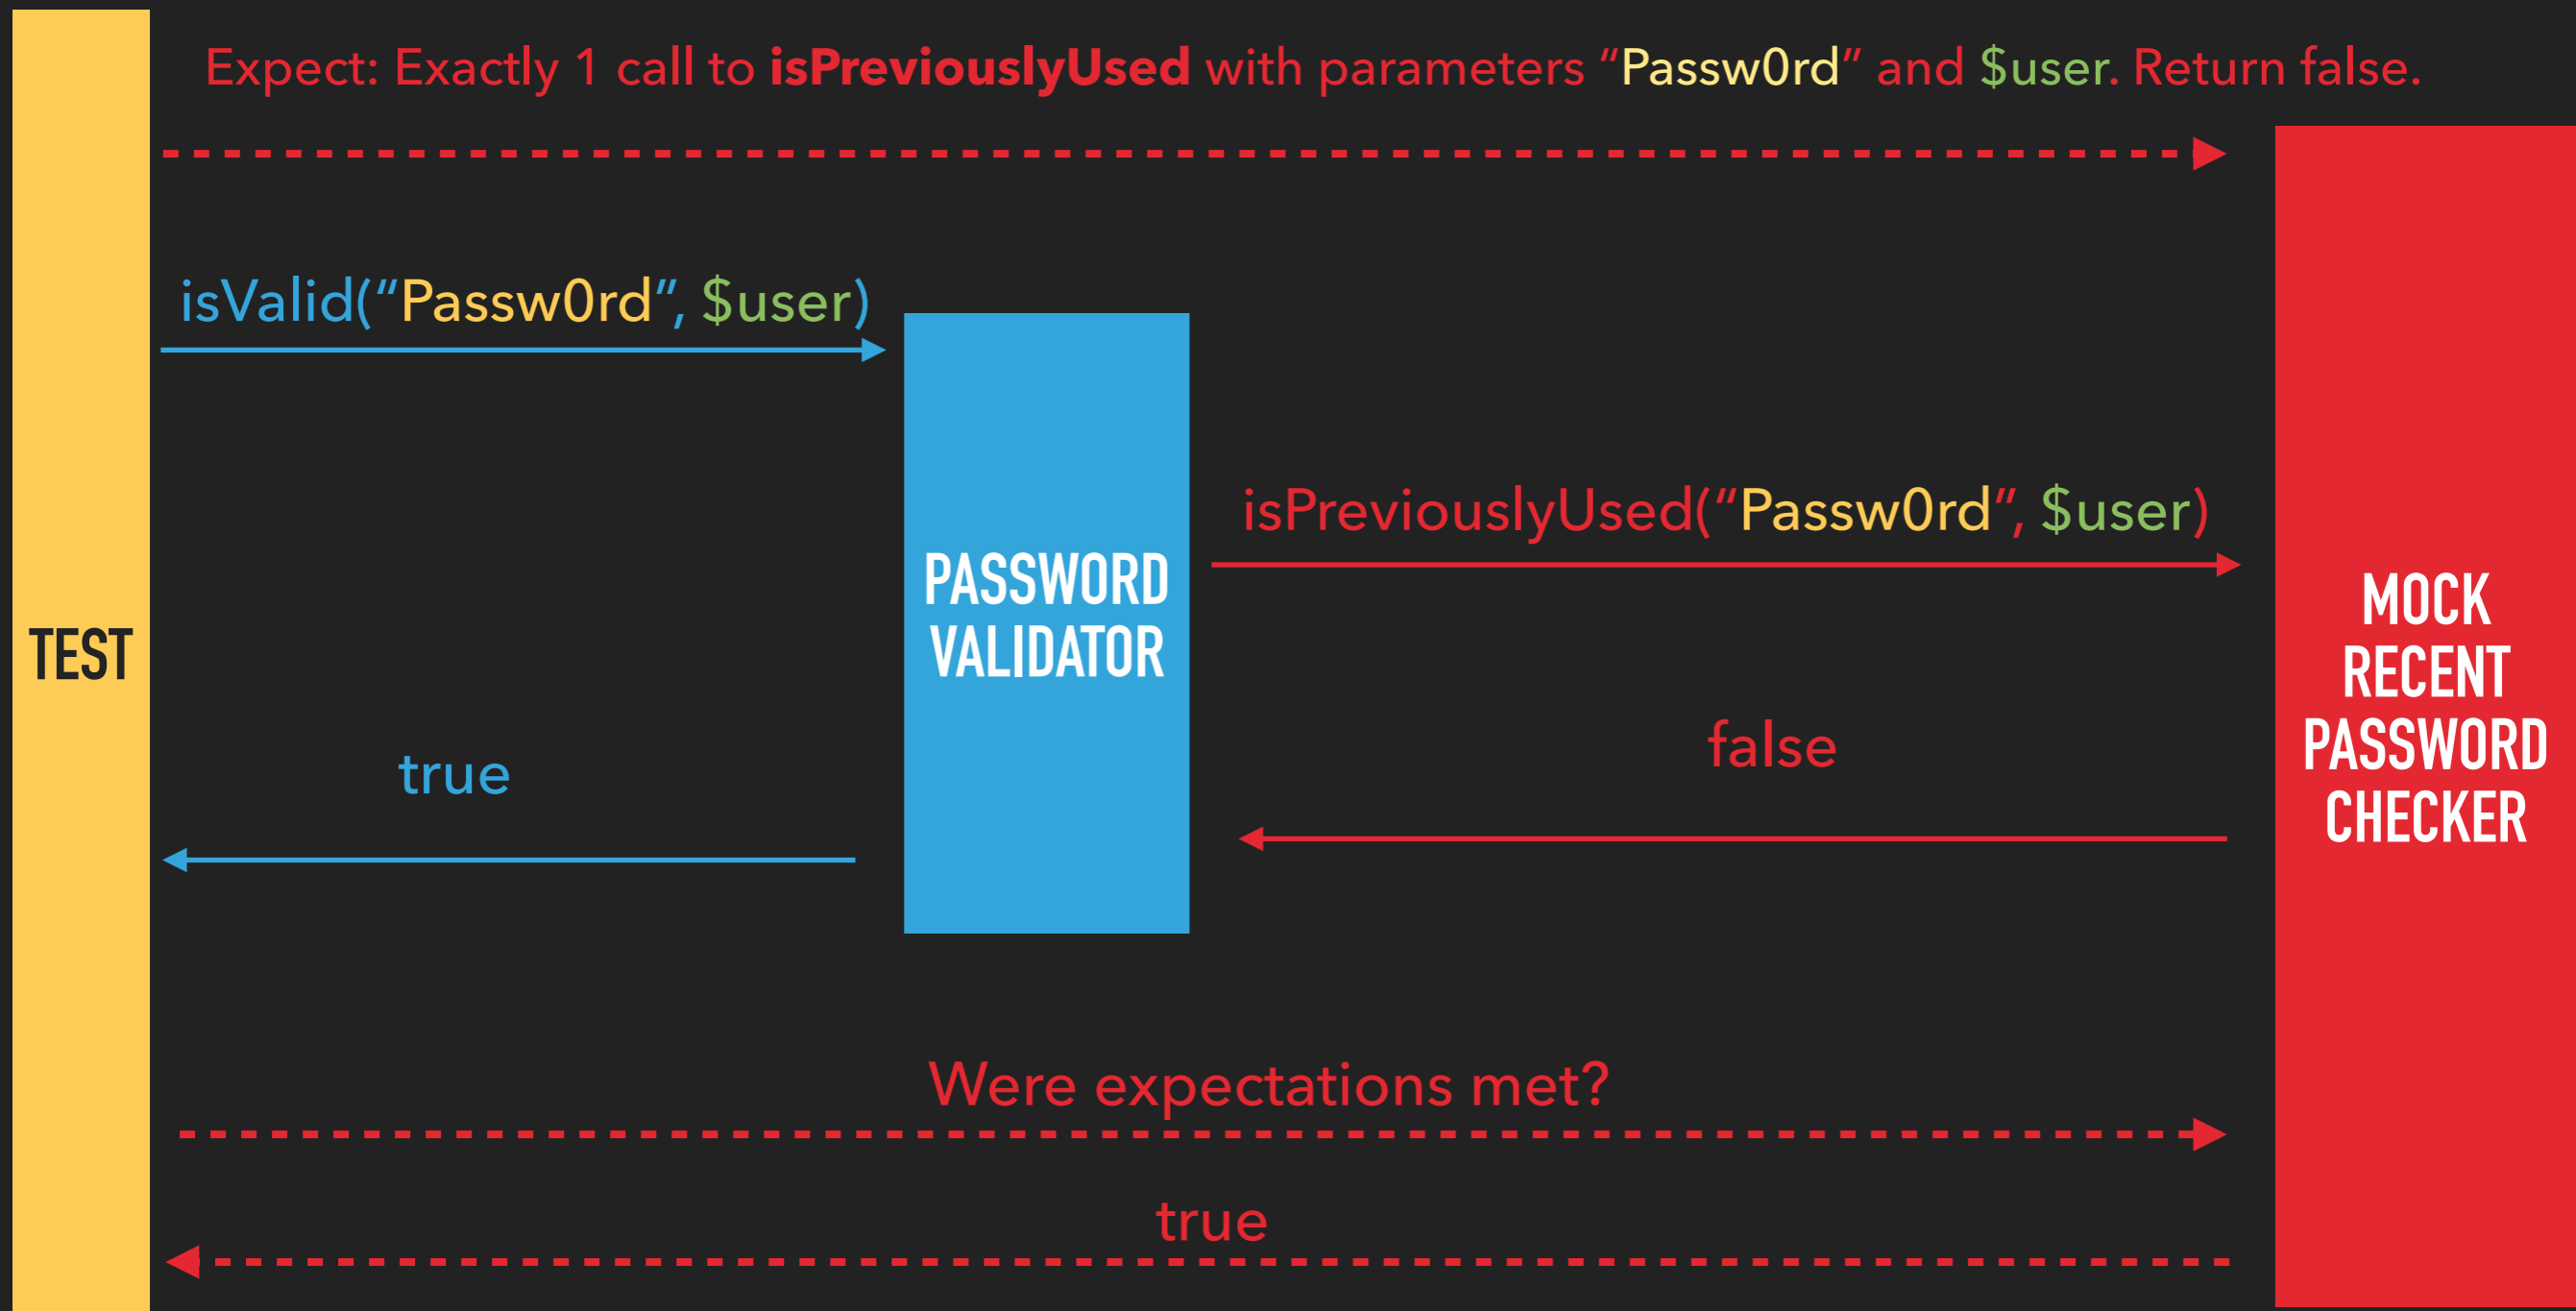 Expect: Exactly 1 call to isPreviouslyUsed with parameters “Passw0rd” and $user. Return false.
isValid(“Passw0rd”, $user)
isPreviouslyUsed(“Passw0rd”, $user)
TEST
PASSWORD
VALIDATOR
MOCK
RECENT
PASSWORD
CHECKER
false
true
Were expectations met?
true